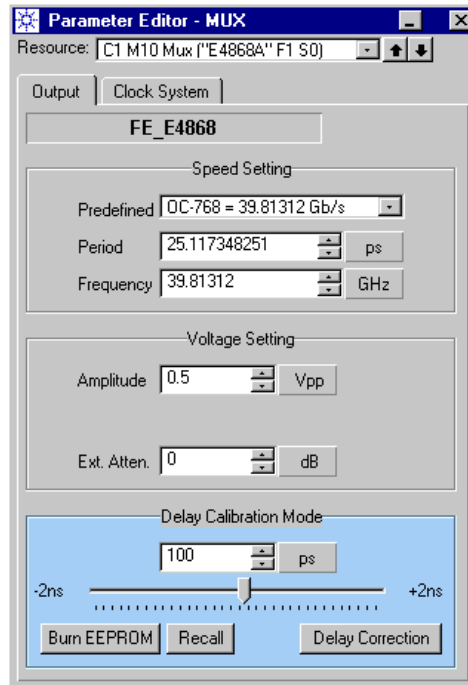 Parameter Editor - MUX
Resource: C1 M10 Mux ("E4868A" F1 S0)
Output Clock System
FE_E4868
Speed Setting
Predefined OC-768 = 39.81312 Gb/s
Period 25.117348251 ps
Frequency 39.81312 GHz
Voltage Setting
Amplitude 0.5 Vpp
Ext. Atten. 0 dB
Delay Calibration Mode
100 ps
-2ns +2ns
Burn EEPROM Recall Delay Correction